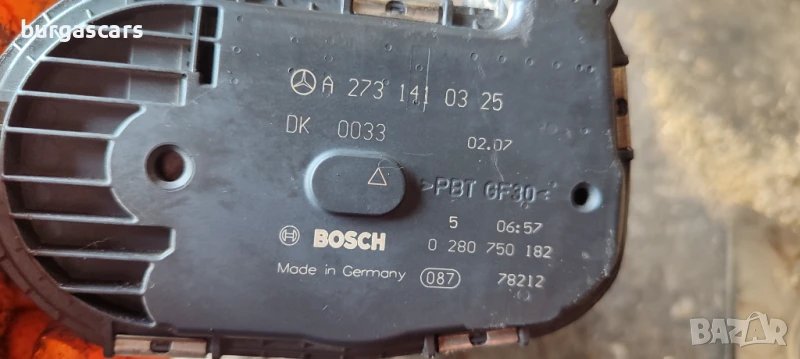 burgascars
A 273 141 03 25
DK 0033
02.07
>PBT GF30<
5 06:57
BOSCH 0 280 750 182
Made in Germany 087 78212
BAZAR